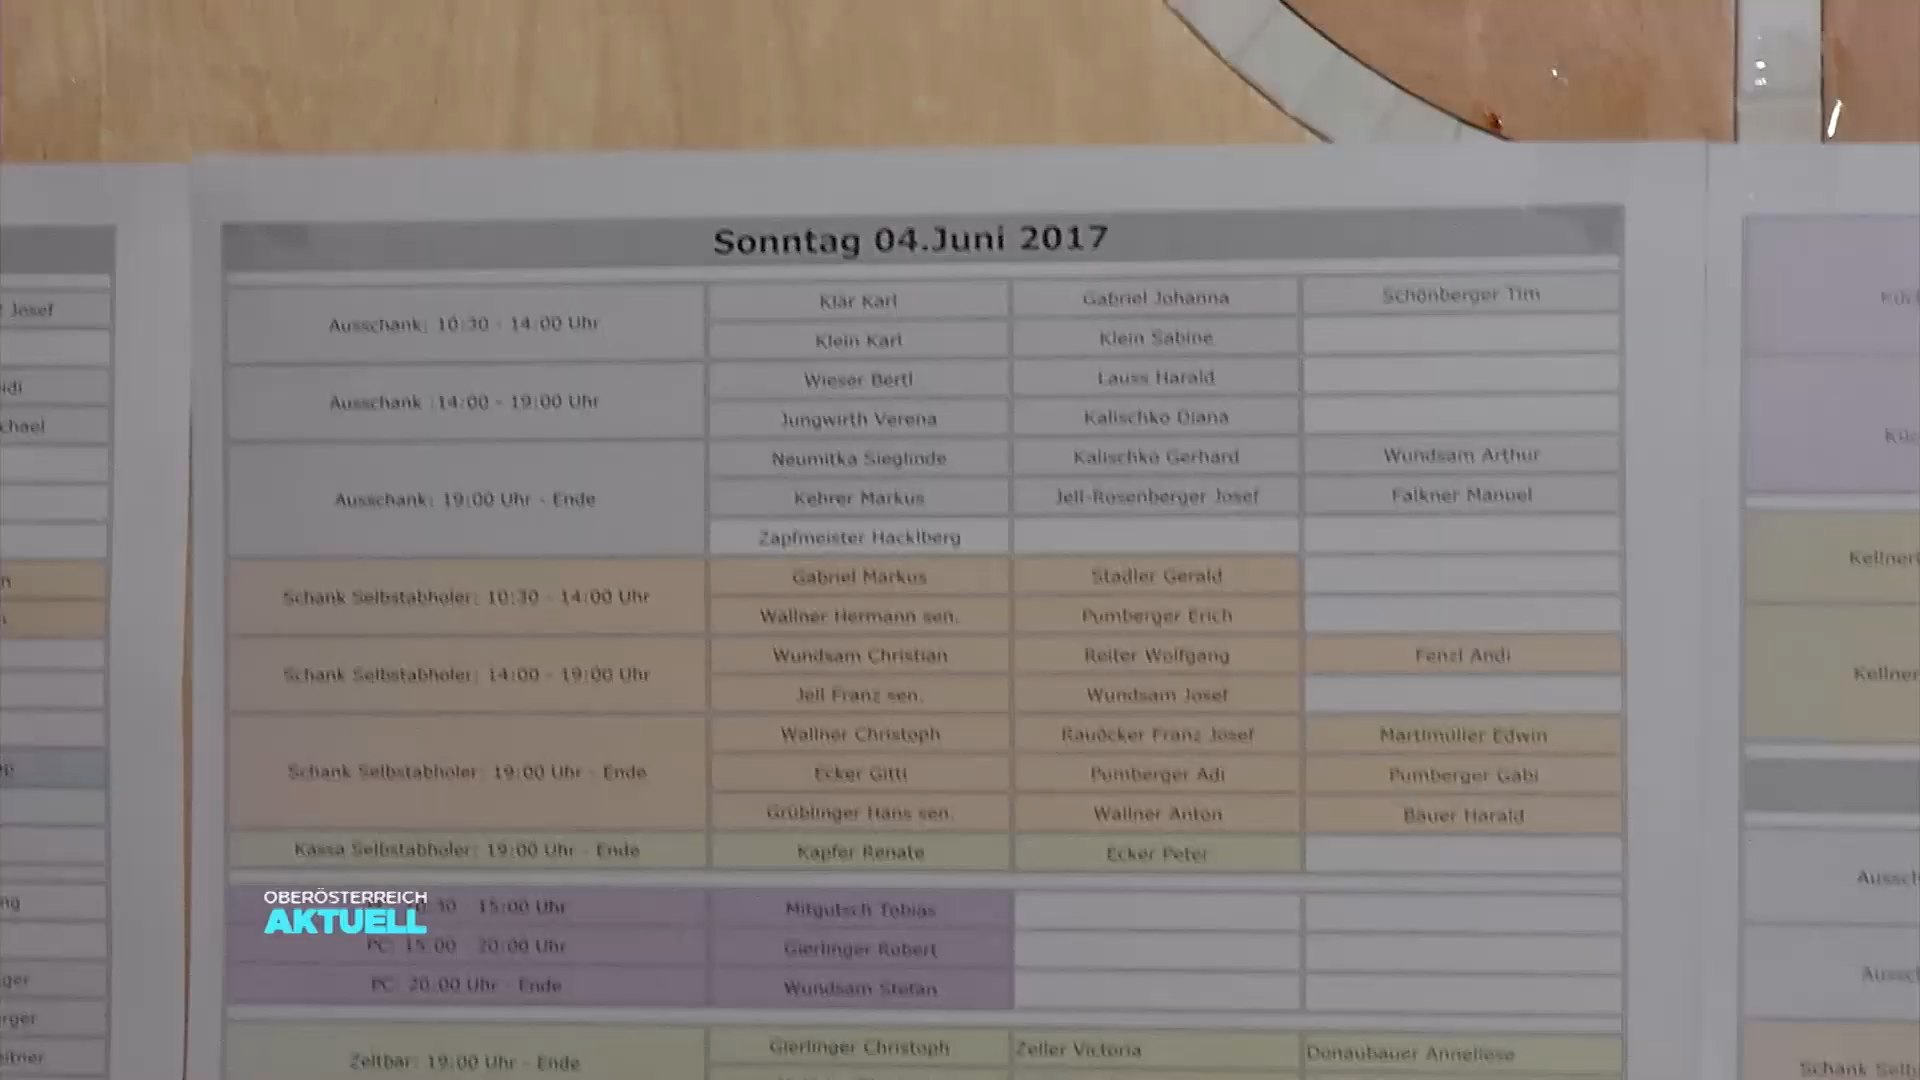 Sonntag 04.Juni 2017
Josef
Ausschank: 10:30 - 14:00 Uhr
Klär Karl Gabriel Johanna Schönberger Tim
Klein Karl Klein Sabine
Ausschank :14:00 - 19:00 Uhr
Wieser Bertl Lauss Harald
Jungwirth Verena Kalischko Diana
Ausschank: 19:00 Uhr - Ende
Neumitka Sieglinde Kalischko Gerhard Wundsam Arthur
Kehrer Markus Jell-Rosenberger Josef Falkner Manuel
Zapfmeister Hacklberg
Schank Selbstabholer: 10:30 - 14:00 Uhr
Gabriel Markus Stadler Gerald
Wallner Hermann sen. Pumberger Erich
Schank Selbstabholer: 14:00 - 19:00 Uhr
Wundsam Christian Reiter Wolfgang Fenzl Andi
Jell Franz sen. Wundsam Josef
Schank Selbstabholer: 19:00 Uhr - Ende
Wallner Christoph Rauöcker Franz Josef Martlmüller Edwin
Ecker Gitti Pumberger Adi Pumberger Gabi
Grüblinger Hans sen. Wallner Anton Bauer Harald
Kassa Selbstabholer: 19:00 Uhr - Ende Kapfer Renate Ecker Peter
OBERÖSTERREICH
AKTUELL
15:00 Uhr Mitgutsch Tobias
PC: 15:00 - 20:00 Uhr Gierlinger Robert
PC: 20:00 Uhr - Ende Wundsam Stefan
Zeltbar: 19:00 Uhr - Ende Gierlinger Christoph Zeller Victoria Donaubauer Anneliese